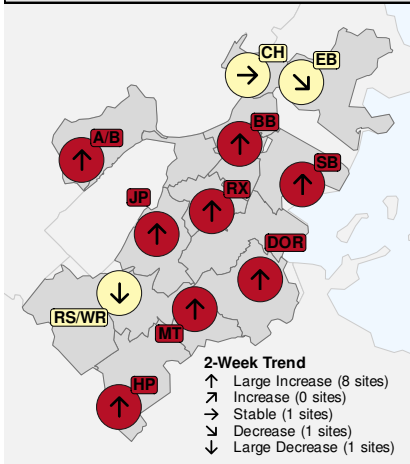 CH
EB
BB
A/B
SB
RX
JP
DOR
RS/WR
MT
HP
2-Week Trend
↑ Large Increase (8 sites)
↗ Increase (0 sites)
→ Stable (1 sites)
↘ Decrease (1 sites)
↓ Large Decrease (1 sites)